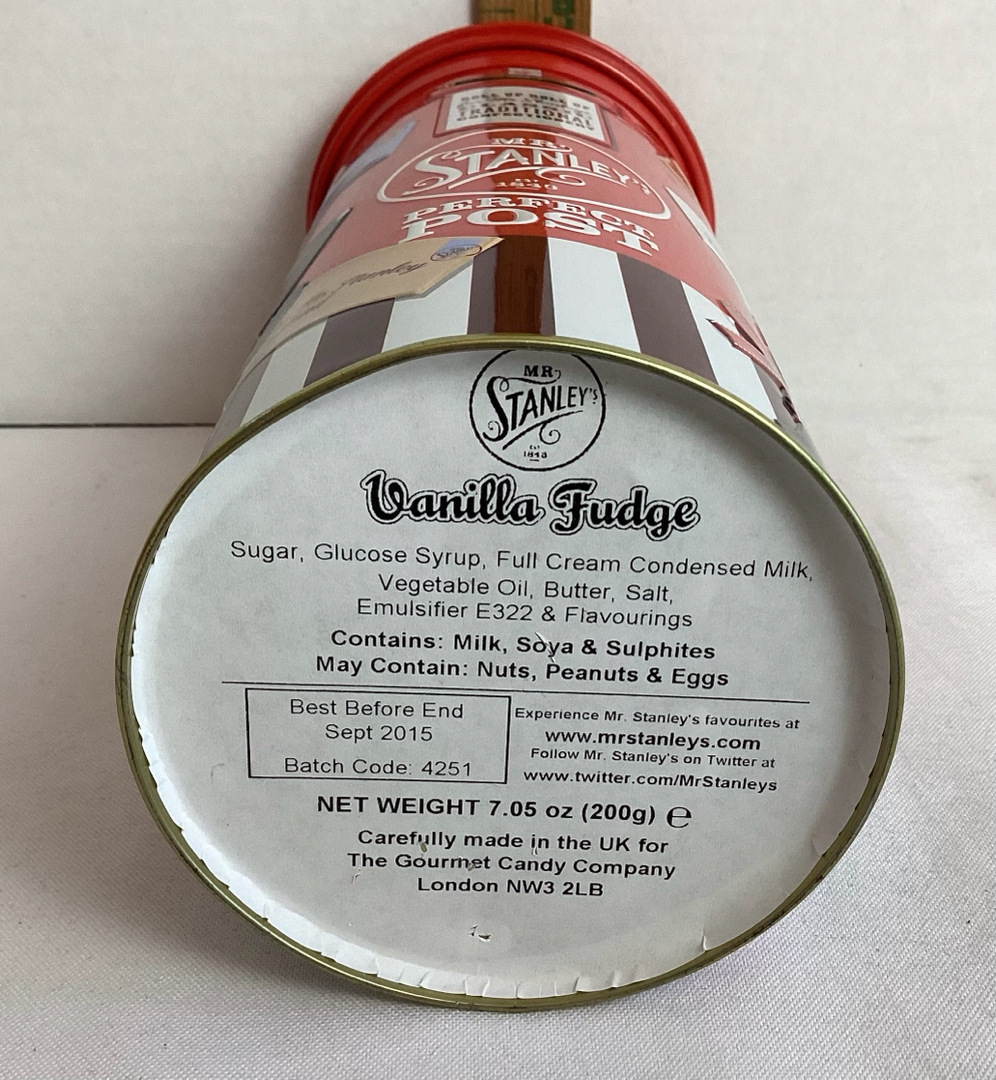 TRADITIONAL
CONFECTIONERY
MR.
STANLEY'S
PERFECT
POST
MR.
STANLEY'S
Est
1843
Vanilla Fudge
Sugar, Glucose Syrup, Full Cream Condensed Milk,
Vegetable Oil, Butter, Salt,
Emulsifier E322 & Flavourings
Contains: Milk, Soya & Sulphites
May Contain: Nuts, Peanuts & Eggs
Best Before End
Sept 2015
Batch Code: 4251
Experience Mr. Stanley's favourites at
www.mrstanleys.com
Follow Mr. Stanley's on Twitter at
www.twitter.com/MrStanleys
NET WEIGHT 7.05 oz (200g) ℮
Carefully made in the UK for
The Gourmet Candy Company
London NW3 2LB